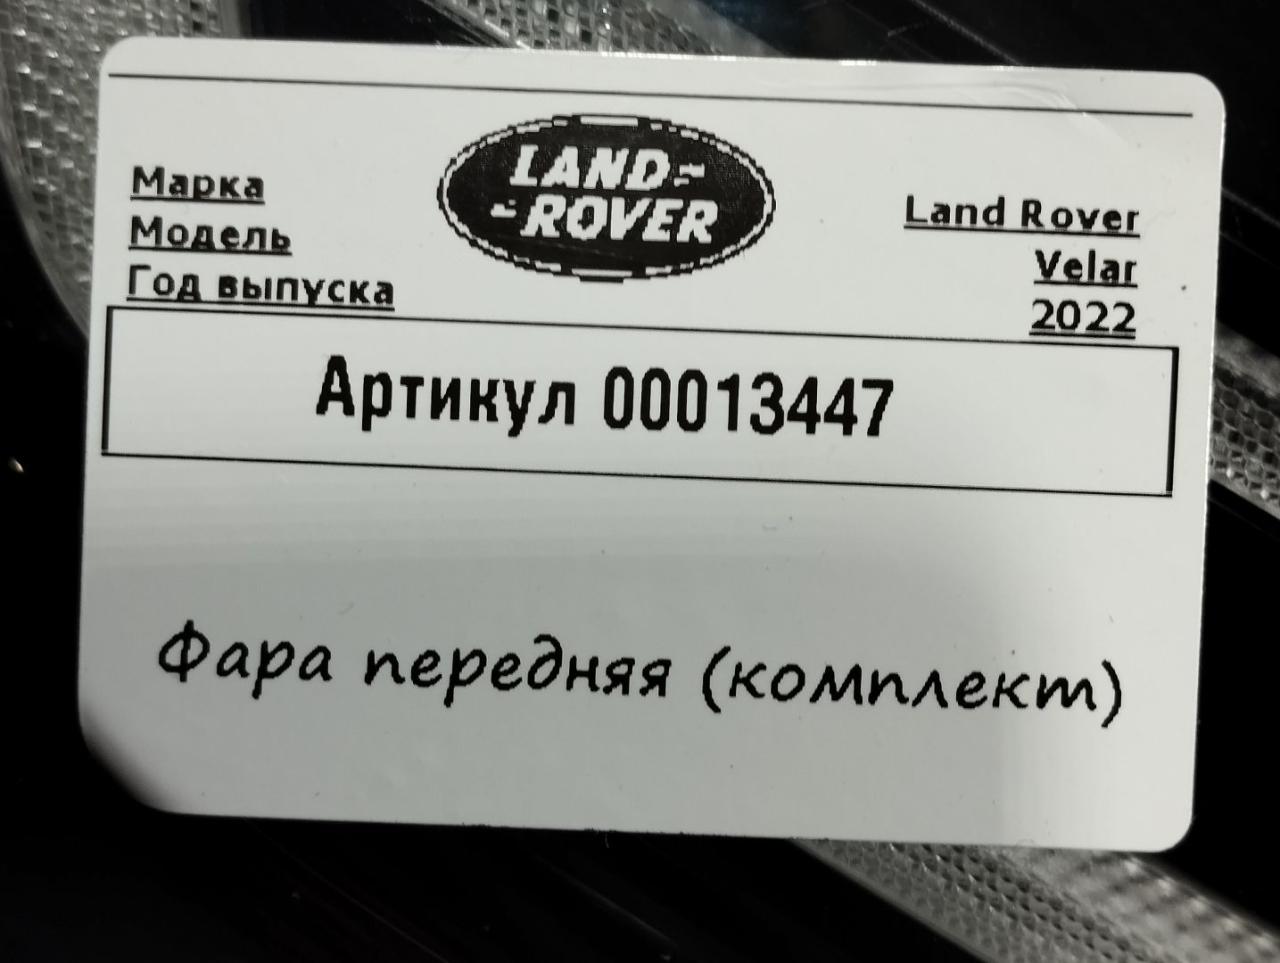 LAND
ROVER
Марка Land Rover
Модель Velar
Год выпуска 2022
Артикул 00013447
Фара передняя (комплект)